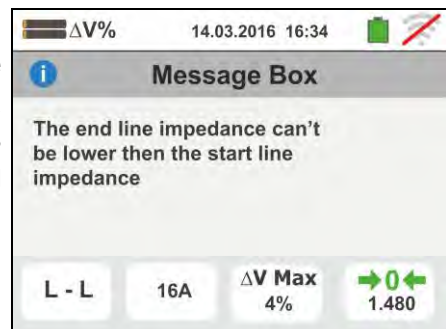 ΔV% 14.03.2016 16:34
Message Box
The end line impedance can't
be lower then the start line
impedance
L - L 16A ΔV Max 4% →0← 1.480